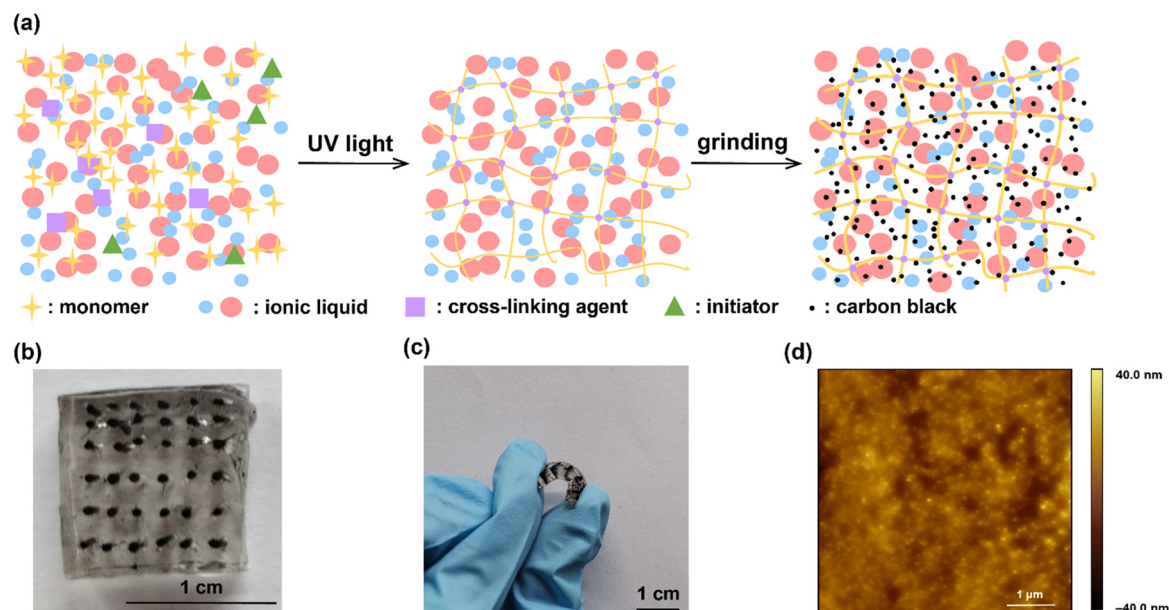 (a)
UV light
grinding
: monomer
: ionic liquid
: cross-linking agent
: initiator
: carbon black
(b)
(c)
(d)
1 cm
1 cm
1 µm
40.0 nm
–40.0 nm